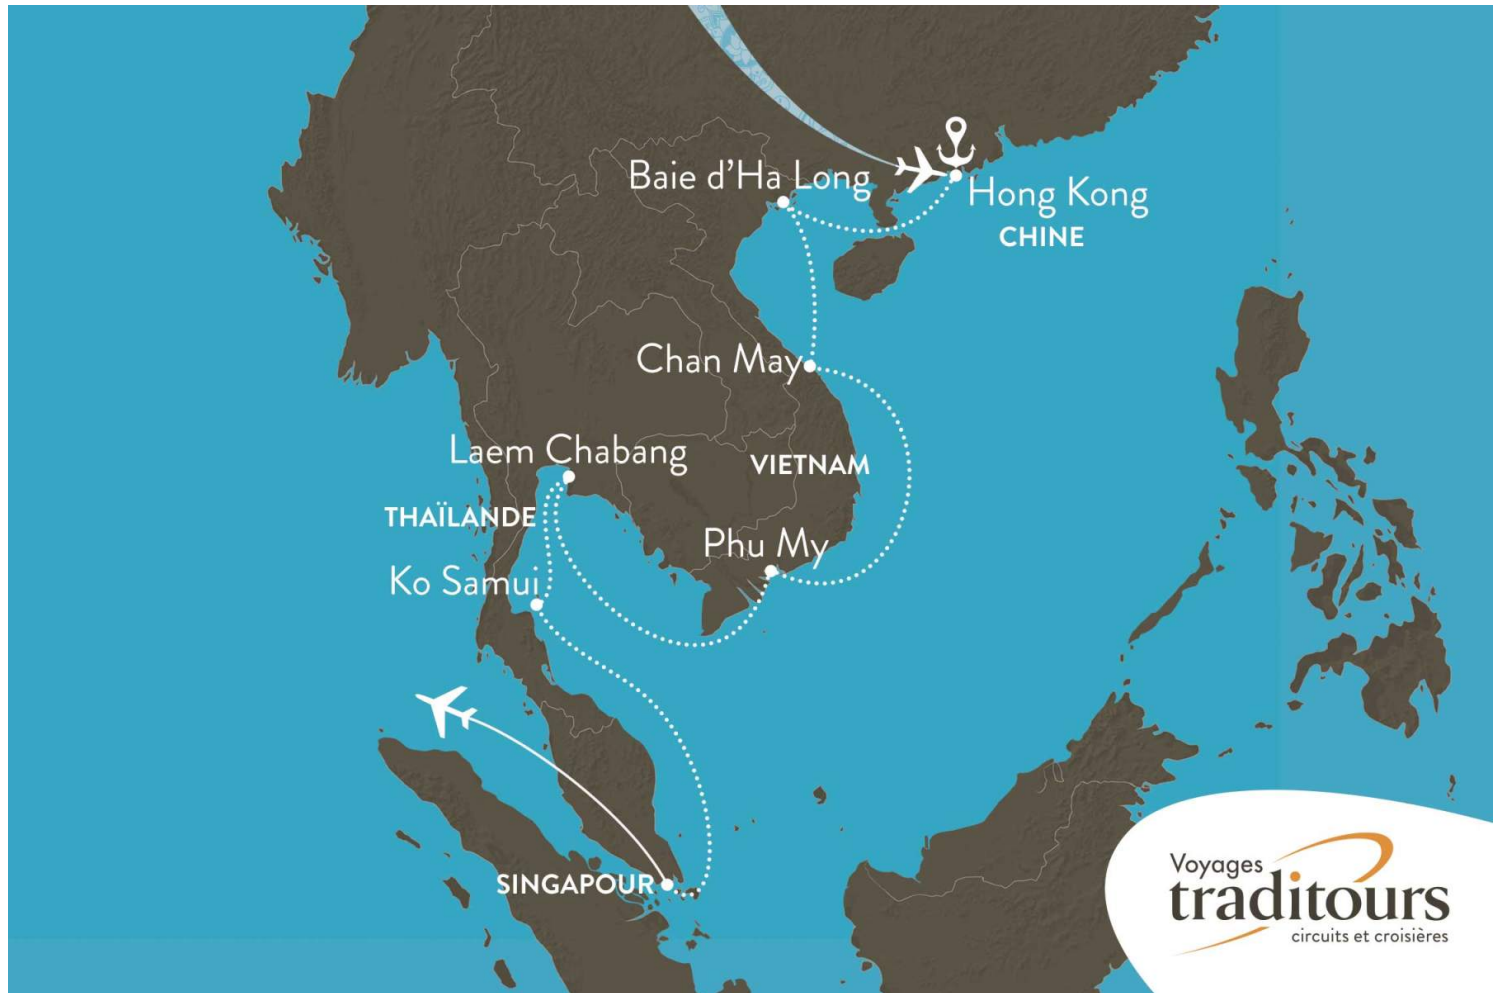 Baie d'Ha Long
Hong Kong
CHINE
Chan May
Laem Chabang
VIETNAM
THAÏLANDE
Phu My
Ko Samui
SINGAPOUR
Voyages
traditours
circuits et croisières